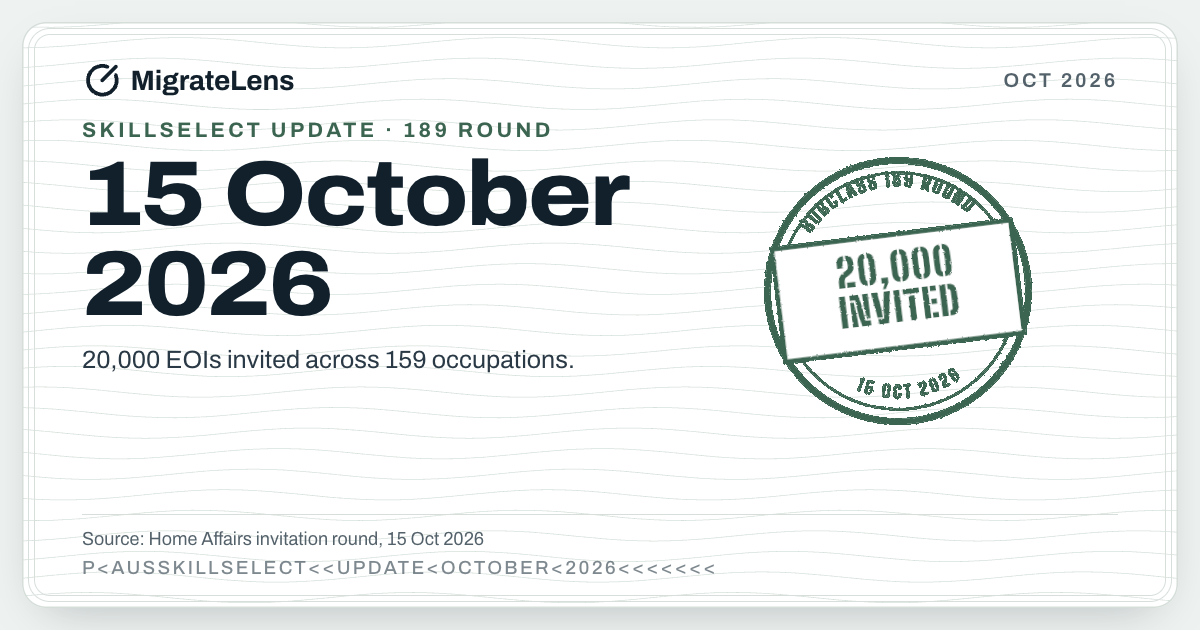 MigrateLens
OCT 2026
SKILLSELECT UPDATE · 189 ROUND
15 October
2026
20,000 EOIs invited across 159 occupations.
SUBCLASS 189 ROUND
20,000
INVITED
15 OCT 2026
Source: Home Affairs invitation round, 15 Oct 2026
P<AUSSKILLSELECT<<UPDATE<OCTOBER<2026<<<<<<<